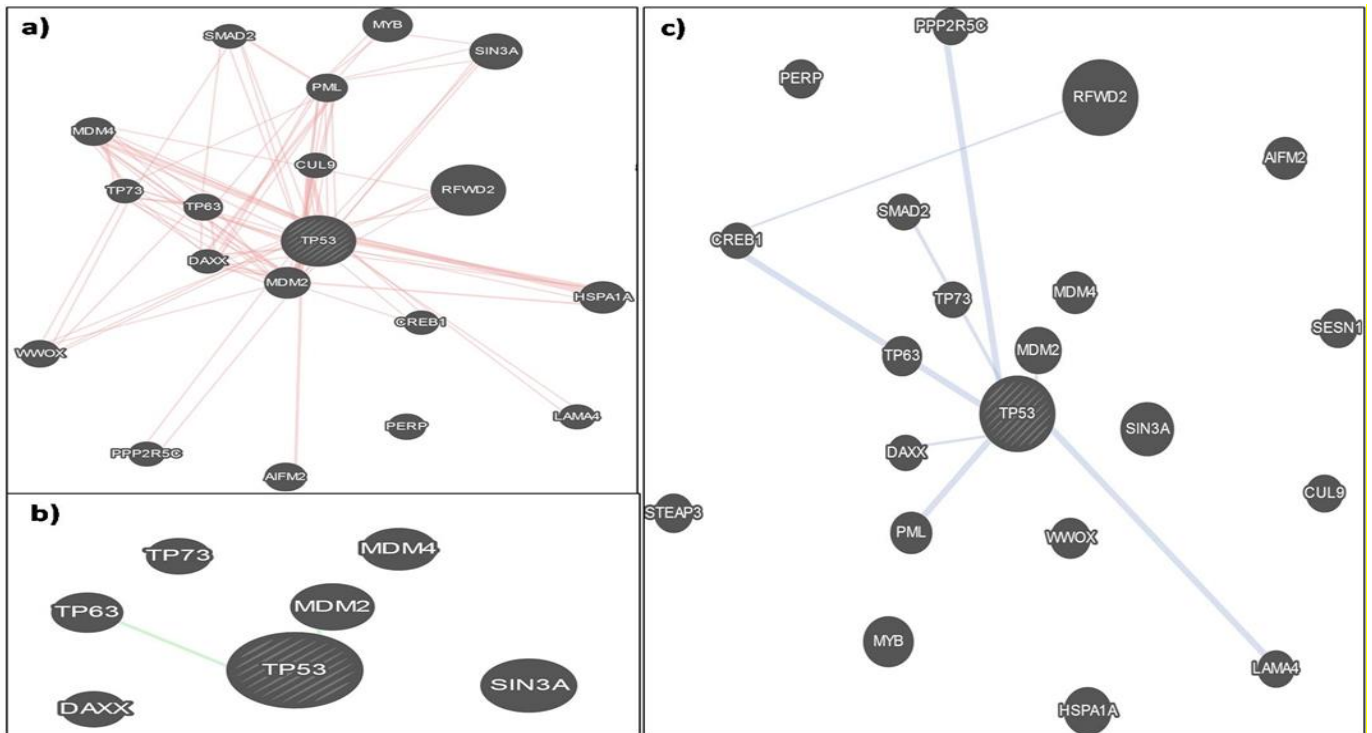 a)
MYB
SMAD2
SIN3A
PML
MDM4
CUL9
TP73
RFWD2
TP63
TP53
DAXX
MDM2
HSPA1A
CREB1
WWOX
LAMA4
PERP
PPP2R5C
AIFM2
b)
TP73
MDM4
TP63
MDM2
TP53
SIN3A
DAXX
c)
PPP2R5C
PERP
RFWD2
AIFM2
SMAD2
CREB1
TP73
MDM4
SESN1
TP63
MDM2
TP53
SIN3A
DAXX
CUL9
STEAP3
PML
WWOX
MYB
LAMA4
HSPA1A